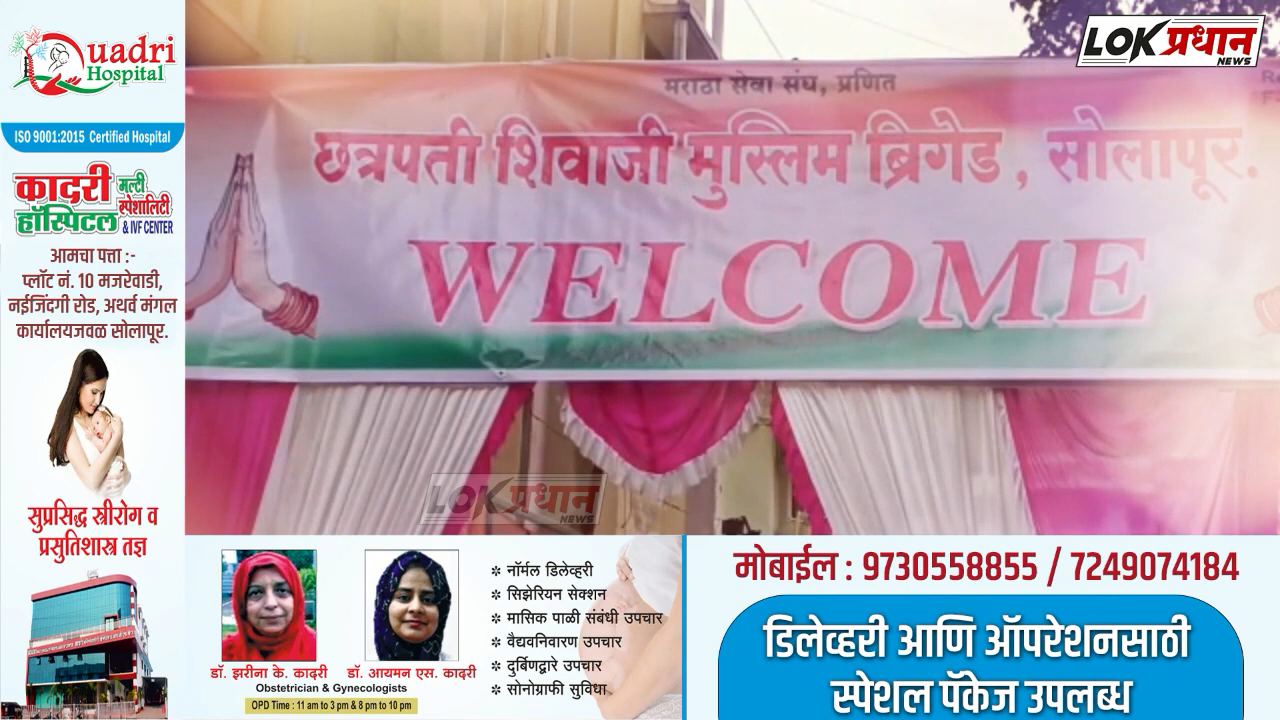 Quadri
Hospital
ISO 9001:2015 Certified Hospital
कादरी मल्टी
हॉस्पिटल स्पेशालिटी
& IVF CENTER
आमचा पत्ता :-
प्लॉट नं. 10 मजरेवाडी,
नईजिंदगी रोड, अथर्व मंगल
कार्यालयजवळ सोलापूर.
सुप्रसिद्ध स्त्रीरोग व
प्रसुतिशास्त्र तज्ञ
LOK प्रधान
NEWS
मराठा सेवा संघ, प्रणित
छत्रपती शिवाजी मुस्लिम ब्रिगेड, सोलापूर.
WELCOME
LOK प्रधान
NEWS
डॉ. झरीना के. कादरी डॉ. आयमन एस. कादरी
Obstetrician & Gynecologists
OPD Time : 11 am to 3 pm & 8 pm to 10 pm
✲ नॉर्मल डिलेव्हरी
✲ सिझेरियन सेक्शन
✲ मासिक पाळी संबंधी उपचार
✲ वैद्यवनिवारण उपचार
✲ दुर्बिणद्वारे उपचार
✲ सोनोग्राफी सुविधा
मोबाईल : 9730558855 / 7249074184
डिलेव्हरी आणि ऑपरेशनसाठी
स्पेशल पॅकेज उपलब्ध